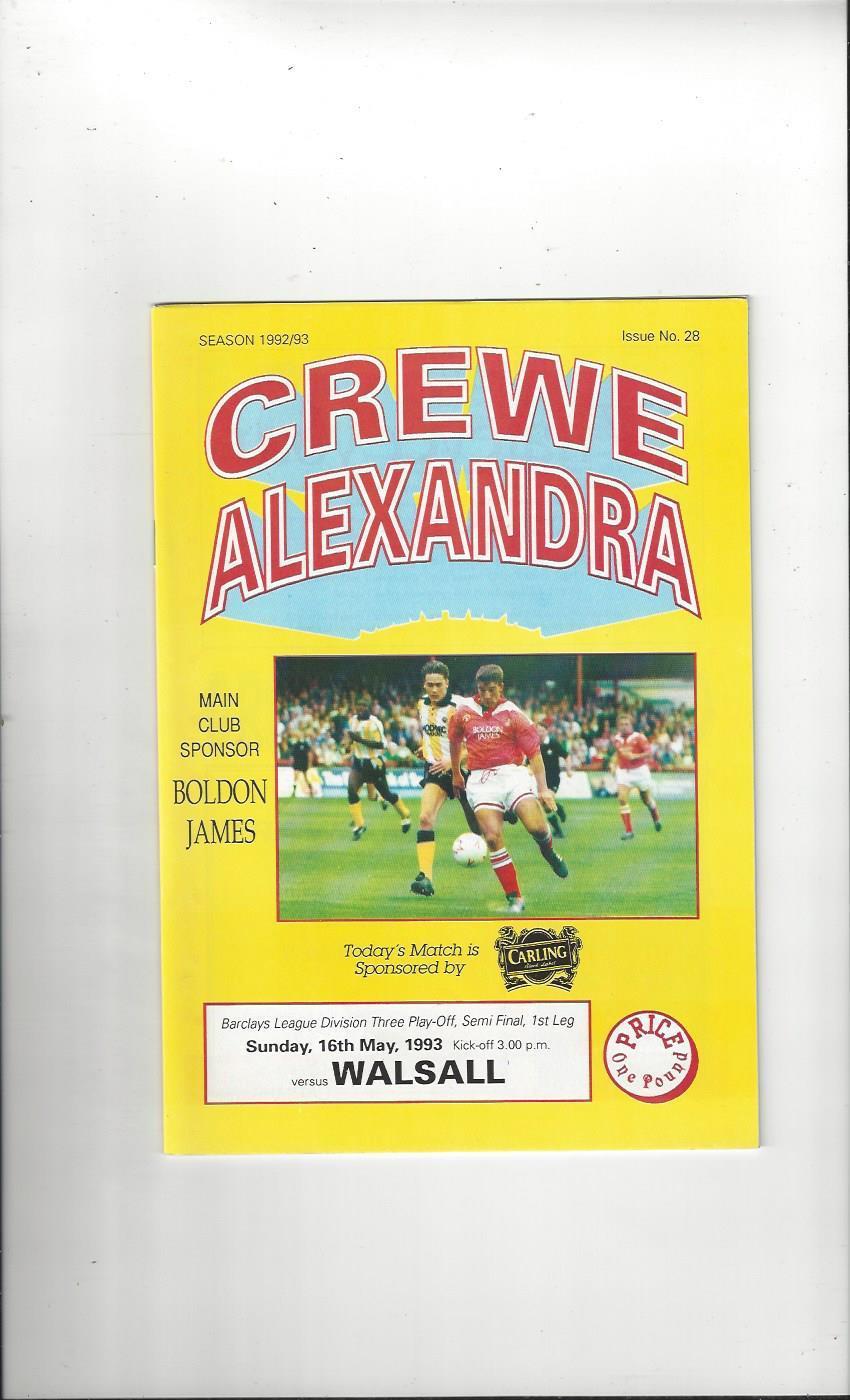 SEASON 1992/93
Issue No. 28
CREWE
ALEXANDRA
MAIN
CLUB
SPONSOR
BOLDON
JAMES
BOLDON
JAMES
Today's Match is
Sponsored by
CARLING
Black Label
Barclays League Division Three Play-Off, Semi Final, 1st Leg
Sunday, 16th May, 1993 Kick-off 3.00 p.m.
versus WALSALL
PRICE
One Pound